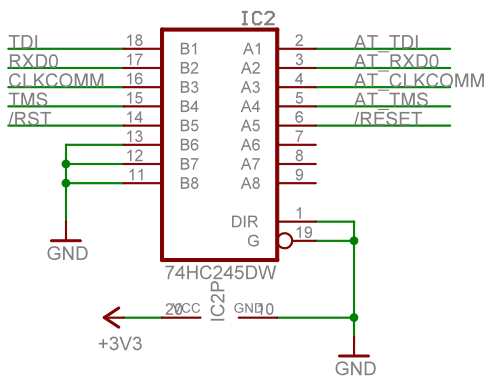 IC2
TDI 18 B1 A1 2 AT_TDI
RXD0 17 B2 A2 3 AT_RXD0
CLKCOMM 16 B3 A3 4 AT_CLKCOMM
TMS 15 B4 A4 5 AT_TMS
/RST 14 B5 A5 6 /RESET
13 B6 A6 7
12 B7 A7 8
11 B8 A8 9
DIR 1
G 19
GND
74HC245DW
IC2P
20 VCC GND 10
+3V3
GND